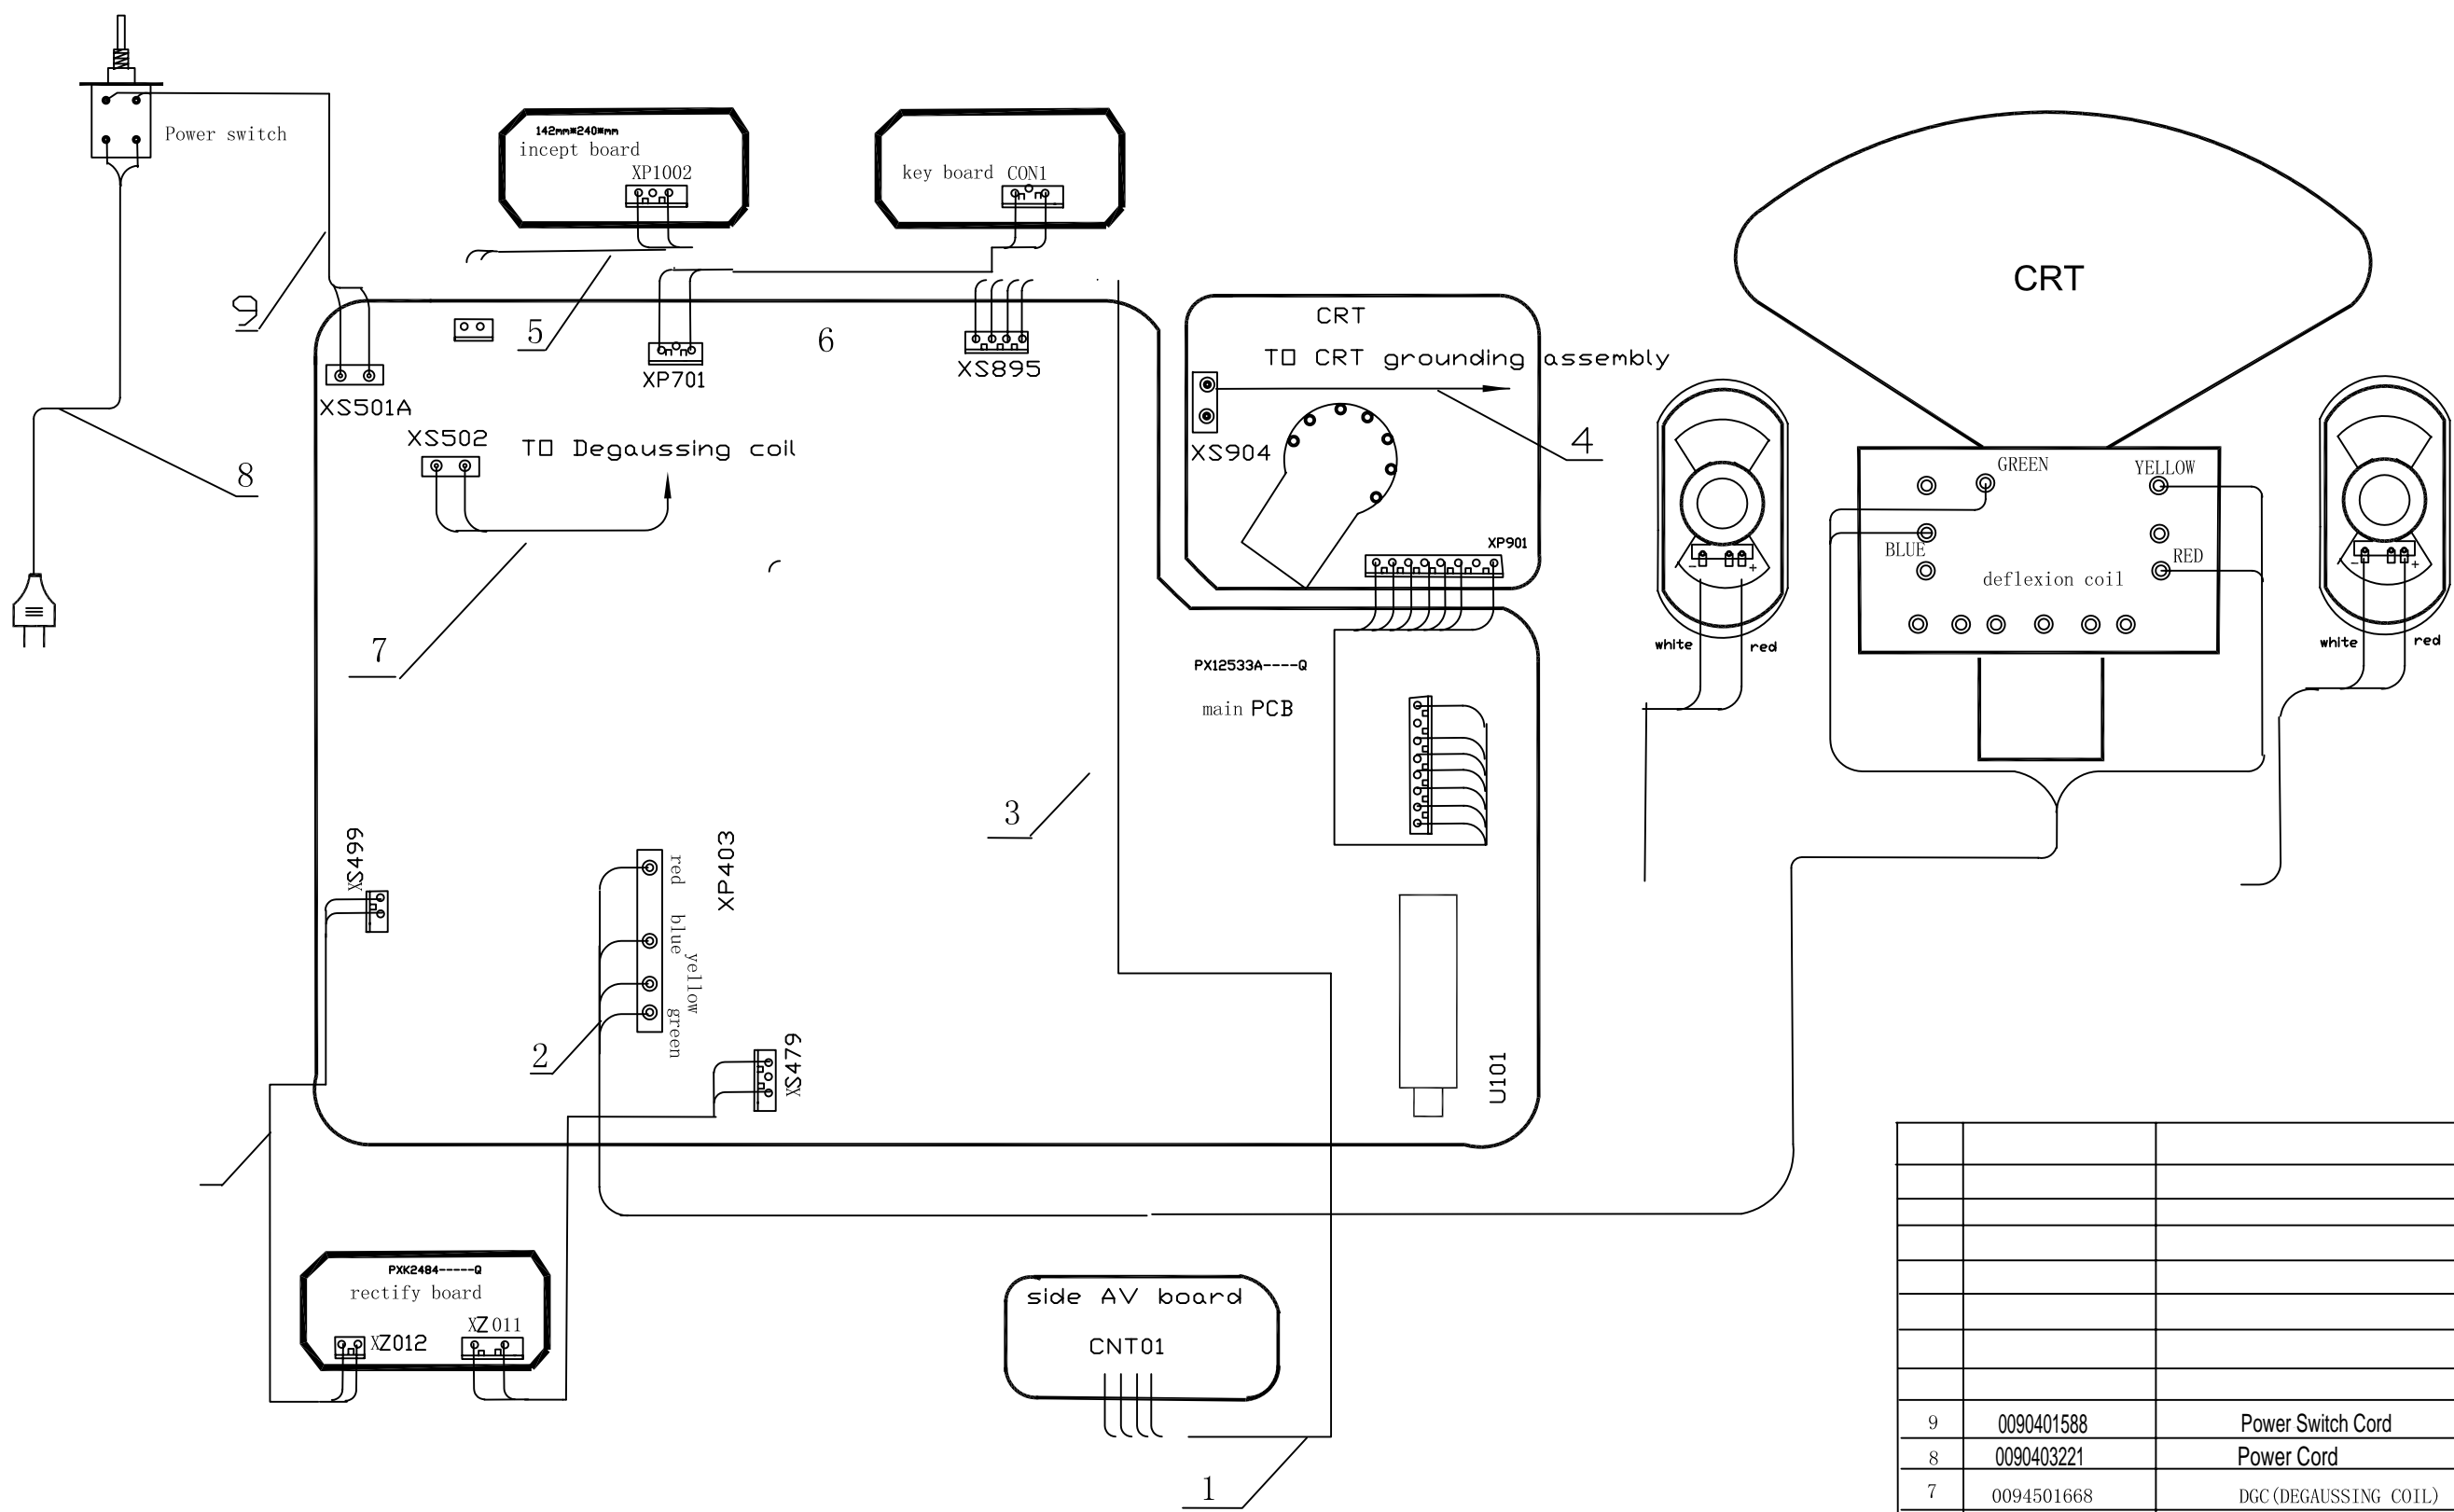 Power switch
142mm*240*mm
incept board
XP1002
key board CON1
CRT
9
5
6
XP701
XS895
XS501A
XS502
TO Degaussing coil
8
7
CRT
TO CRT grounding assembly
XS904
4
XP901
white
red
GREEN
YELLOW
BLUE
RED
deflexion coil
white
red
PX12533A----Q
main PCB
3
XS499
XP403
red
blue
yellow
green
2
XS479
U101
PXK2484-----Q
rectify board
XZ012
XZ011
side AV board
CNT01
1
9 0090401588 Power Switch Cord
8 0090403221 Power Cord
7 0094501668 DGC(DEGAUSSING COIL)